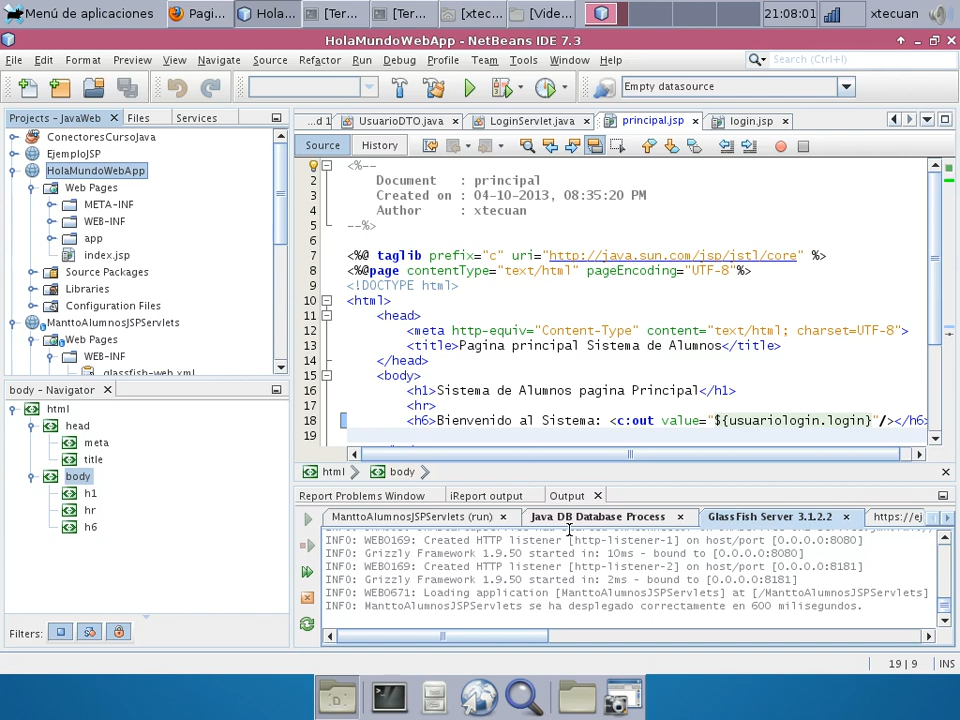 Menú de aplicaciones
Pagi...
Hola...
[Ter...
[Ter...
[xtec...
[Vide...
21:08:01
xtecuan
HolaMundoWebApp - NetBeans IDE 7.3
File Edit Format Preview View Navigate Source Refactor Run Debug Profile Team Tools Window Help
Search (Ctrl+I)
Empty datasource
Projects - JavaWeb
Files
Services
ConectoresCursoJava
EjemploJSP
HolaMundoWebApp
Web Pages
META-INF
WEB-INF
app
index.jsp
Source Packages
Libraries
Configuration Files
ManttoAlumnosJSPServlets
Web Pages
WEB-INF
glassfish-web.xml
body - Navigator
html
head
meta
title
body
h1
hr
h6
Filters:
...d 1
UsuarioDTO.java
LoginServlet.java
principal.jsp
login.jsp
Source
History
<%--
2 Document : principal
3 Created on : 04-10-2013, 08:35:20 PM
4 Author : xtecuan
5 --%>
6
7 <%@ taglib prefix="c" uri="http://java.sun.com/jsp/jstl/core" %>
8 <%@page contentType="text/html" pageEncoding="UTF-8"%>
9 <!DOCTYPE html>
10 <html>
11 <head>
12 <meta http-equiv="Content-Type" content="text/html; charset=UTF-8">
13 <title>Pagina principal Sistema de Alumnos</title>
14 </head>
15 <body>
16 <h1>Sistema de Alumnos pagina Principal</h1>
17 <hr>
18 <h6>Bienvenido al Sistema: <c:out value="${usuariologin.login}"/></h6>
19
html
body
Report Problems Window
iReport output
Output
ManttoAlumnosJSPServlets (run)
Java DB Database Process
GlassFish Server 3.1.2.2
https://ej
INFO: WEB0169: Created HTTP listener [http-listener-1] on host/port [0.0.0.0:8080]
INFO: Grizzly Framework 1.9.50 started in: 10ms - bound to [0.0.0.0:8080]
INFO: WEB0169: Created HTTP listener [http-listener-2] on host/port [0.0.0.0:8181]
INFO: Grizzly Framework 1.9.50 started in: 2ms - bound to [0.0.0.0:8181]
INFO: WEB0671: Loading application [ManttoAlumnosJSPServlets] at [/ManttoAlumnosJSPServlets]
INFO: ManttoAlumnosJSPServlets se ha desplegado correctamente en 600 milisegundos.
19 | 9
INS